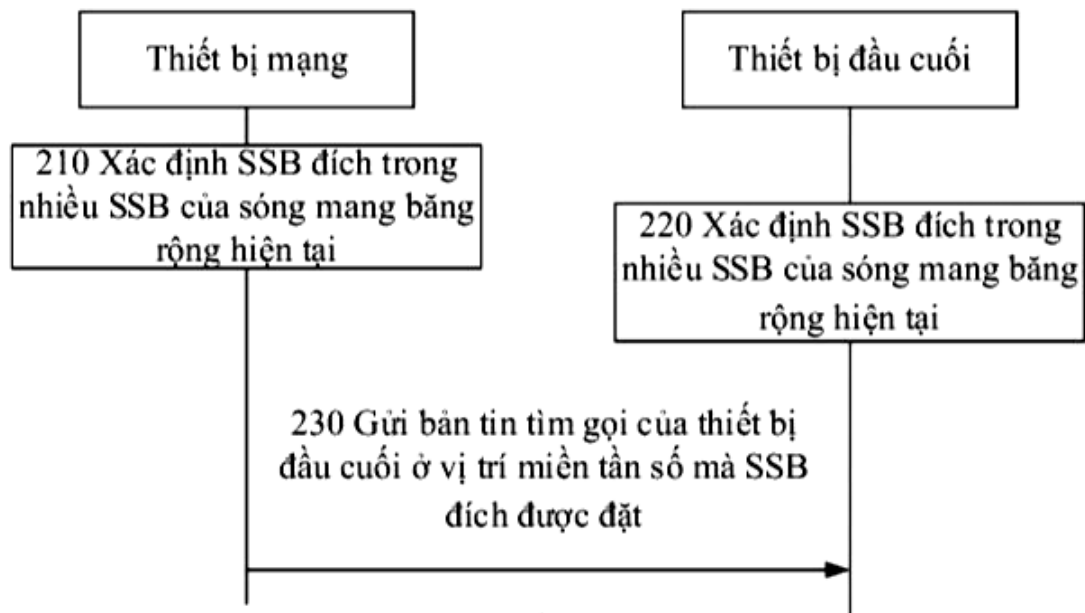 Thiết bị mạng
Thiết bị đầu cuối
210 Xác định SSB đích trong
nhiều SSB của sóng mang băng
rộng hiện tại
220 Xác định SSB đích trong
nhiều SSB của sóng mang băng
rộng hiện tại
230 Gửi bản tin tìm gọi của thiết bị
đầu cuối ở vị trí miền tần số mà SSB
đích được đặt